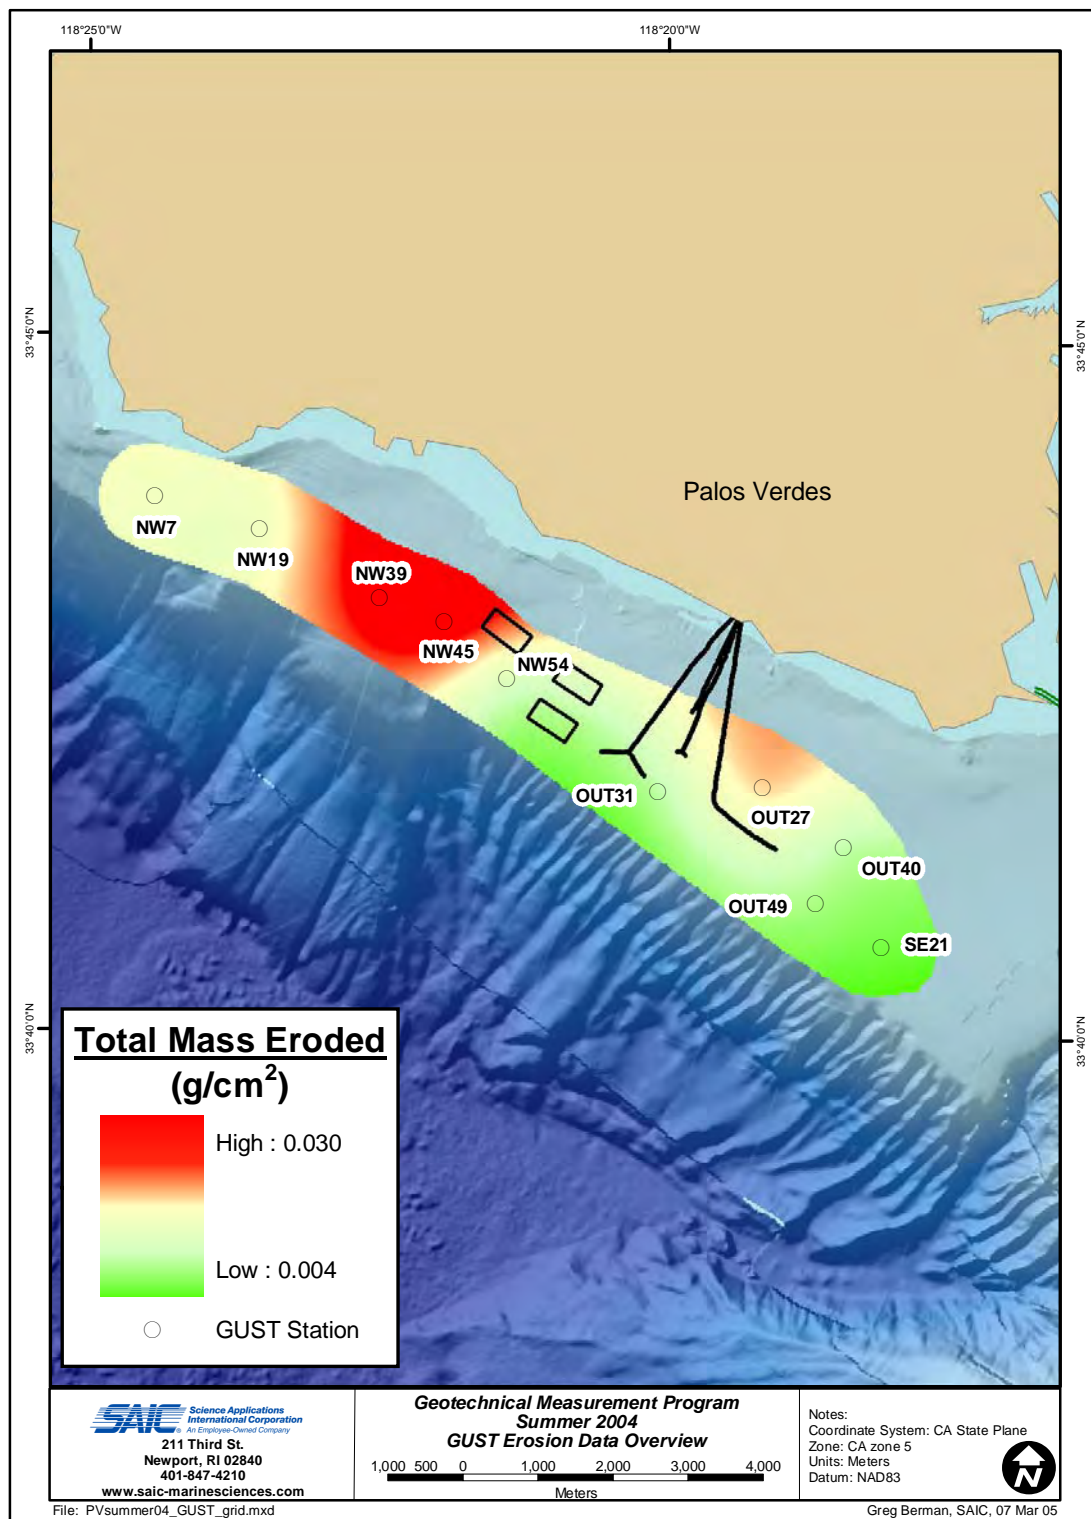 118°25'0"W
118°20'0"W
33°45'0"N
33°45'0"N
Palos Verdes
NW7
NW19
NW39
NW45
NW54
OUT31
OUT27
OUT40
OUT49
SE21
33°40'0"N
33°40'0"N
Total Mass Eroded
(g/cm²)
High : 0.030
Low : 0.004
GUST Station
SAIC® Science Applications
International Corporation
An Employee-Owned Company
211 Third St.
Newport, RI 02840
401-847-4210
www.saic-marinesciences.com
Geotechnical Measurement Program
Summer 2004
GUST Erosion Data Overview
1,000 500 0 1,000 2,000 3,000 4,000
Meters
Notes:
Coordinate System: CA State Plane
Zone: CA zone 5
Units: Meters
Datum: NAD83
N
File: PVsummer04_GUST_grid.mxd
Greg Berman, SAIC, 07 Mar 05